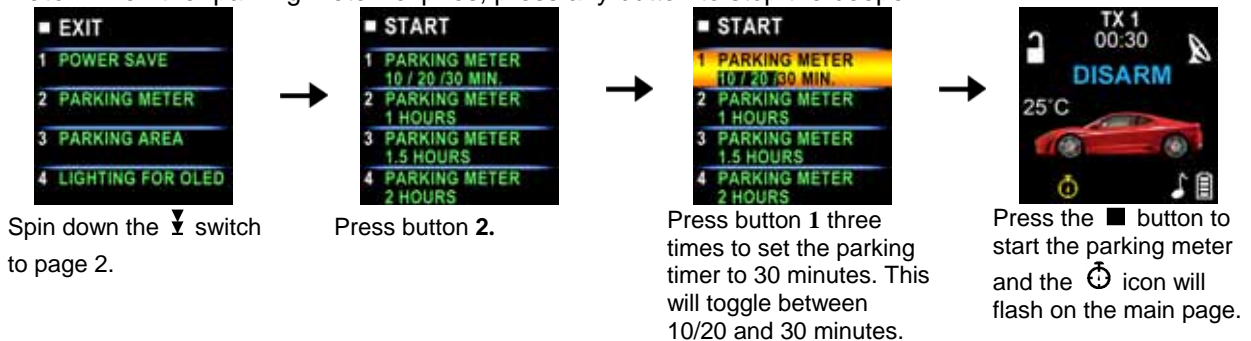 ■ EXIT
1 POWER SAVE
2 PARKING METER
3 PARKING AREA
4 LIGHTING FOR OLED
Spin down the switch
to page 2.
■ START
1 PARKING METER
10 / 20 /30 MIN.
2 PARKING METER
1 HOURS
3 PARKING METER
1.5 HOURS
4 PARKING METER
2 HOURS
Press button 2.
■ START
1 PARKING METER
10 / 20 /30 MIN.
2 PARKING METER
1 HOURS
3 PARKING METER
1.5 HOURS
4 PARKING METER
2 HOURS
Press button 1 three
times to set the parking
timer to 30 minutes. This
will toggle between
10/20 and 30 minutes.
TX 1
00:30
DISARM
25°C
Press the ■ button to
start the parking meter
and the icon will
flash on the main page.